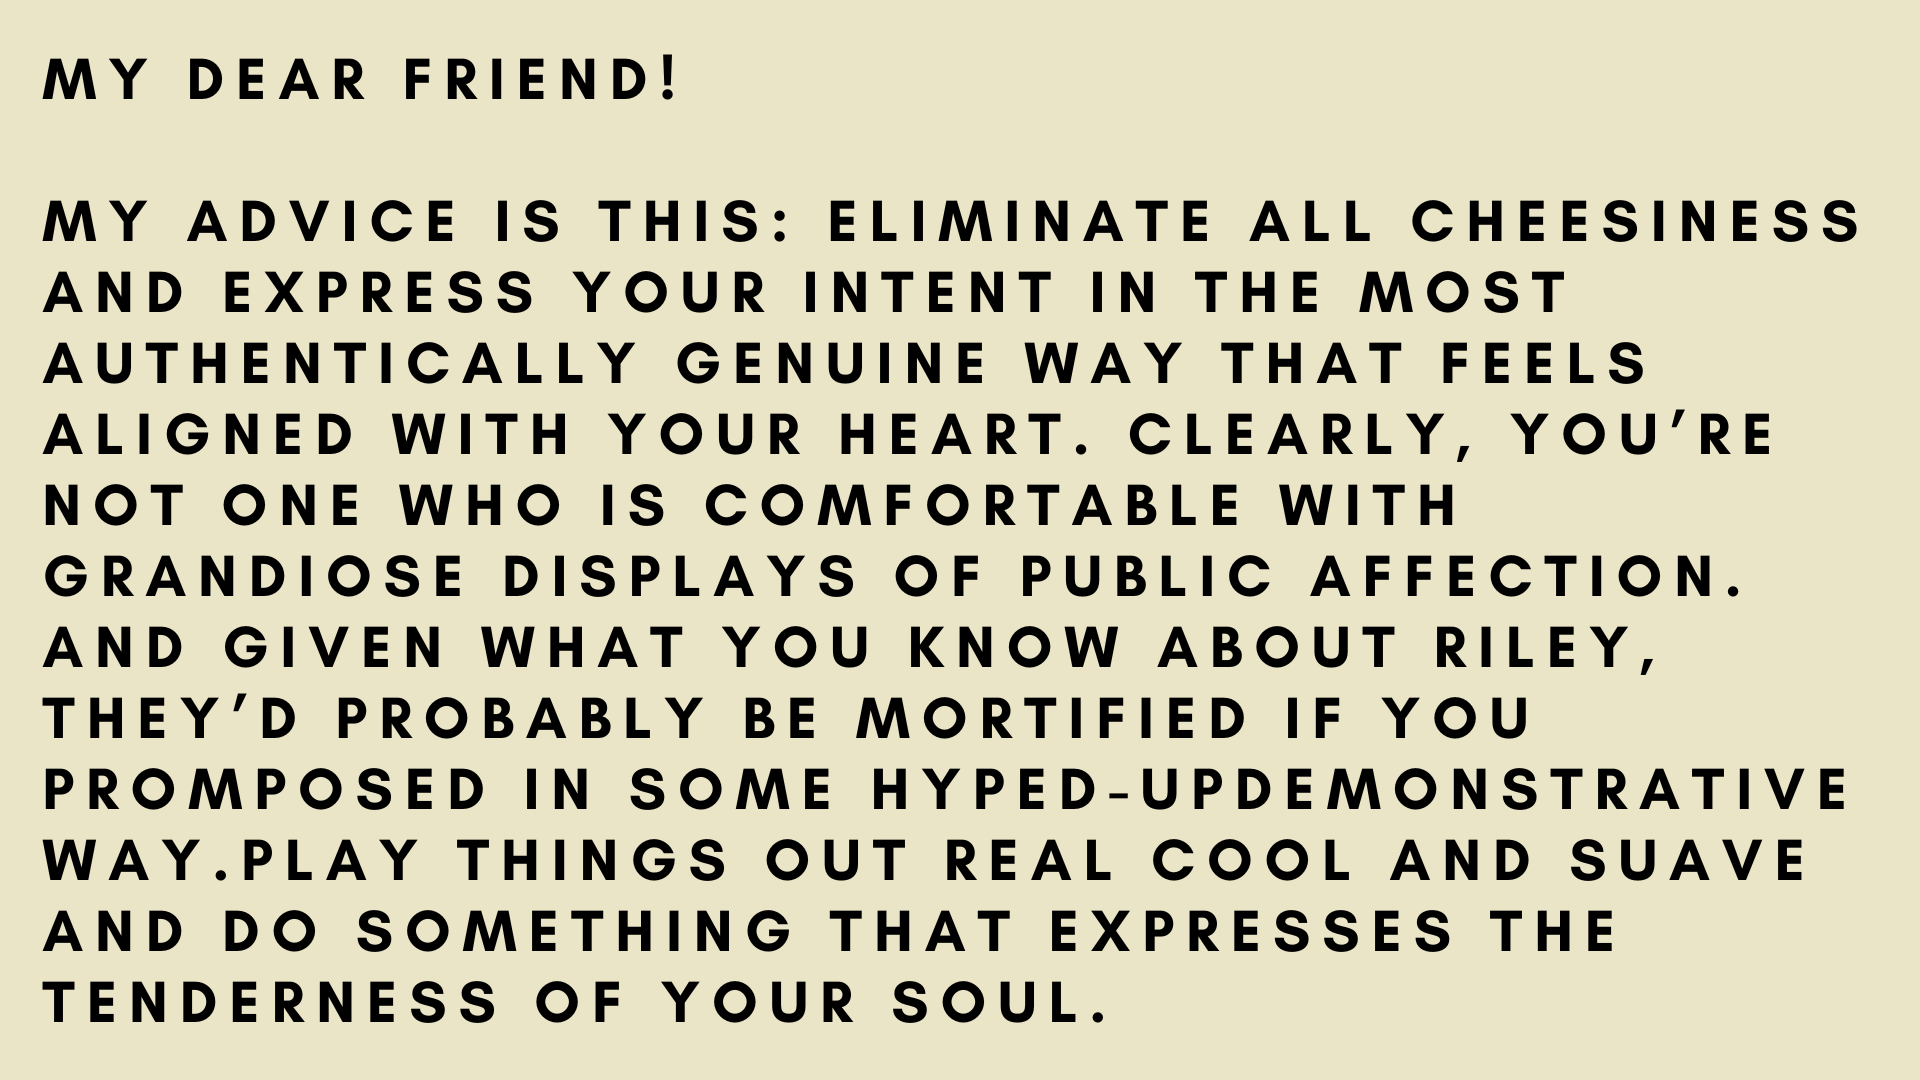 MY DEAR FRIEND!
MY ADVICE IS THIS: ELIMINATE ALL CHEESINESS
AND EXPRESS YOUR INTENT IN THE MOST
AUTHENTICALLY GENUINE WAY THAT FEELS
ALIGNED WITH YOUR HEART. CLEARLY, YOU’RE
NOT ONE WHO IS COMFORTABLE WITH
GRANDIOSE DISPLAYS OF PUBLIC AFFECTION.
AND GIVEN WHAT YOU KNOW ABOUT RILEY,
THEY’D PROBABLY BE MORTIFIED IF YOU
PROMPOSED IN SOME HYPED-UPDEMONSTRATIVE
WAY.PLAY THINGS OUT REAL COOL AND SUAVE
AND DO SOMETHING THAT EXPRESSES THE
TENDERNESS OF YOUR SOUL.